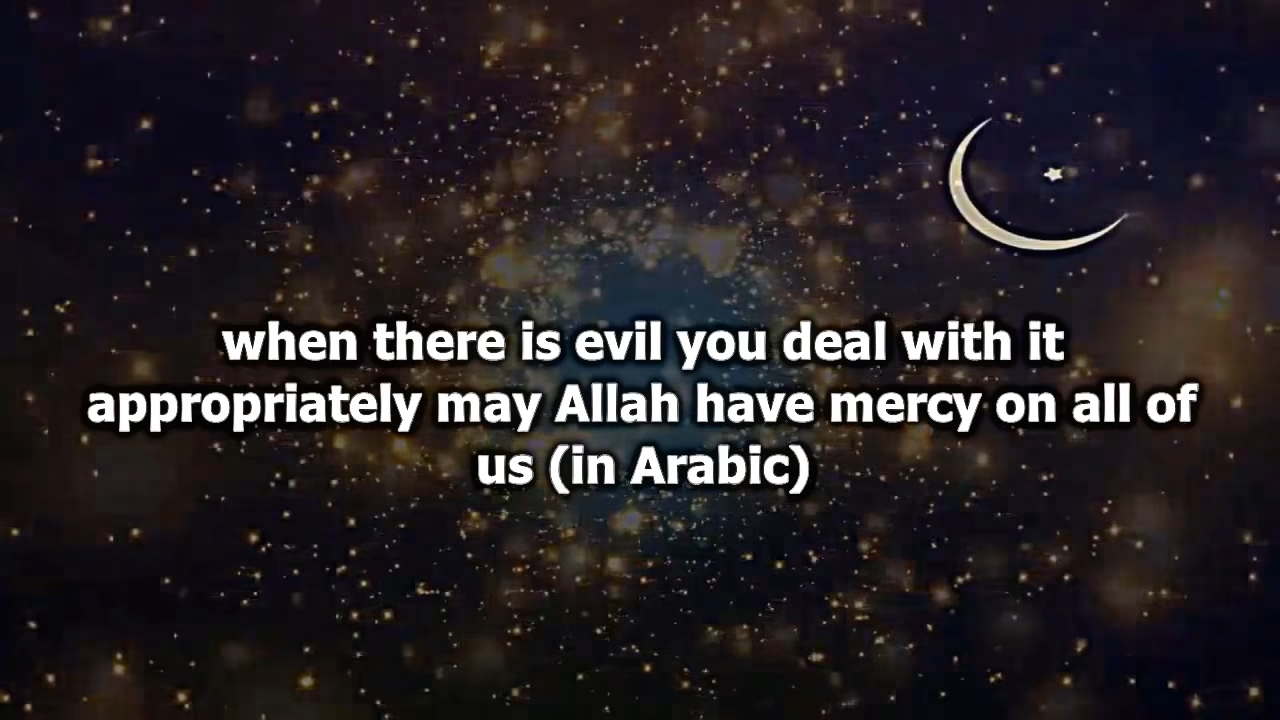 when there is evil you deal with it
appropriately may Allah have mercy on all of
us (in Arabic)